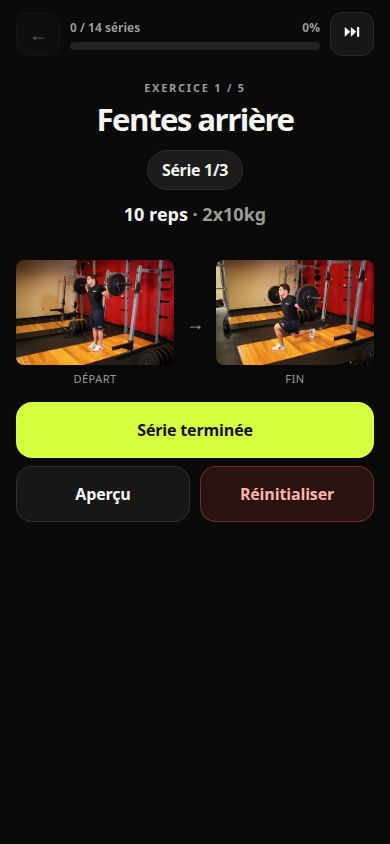 ←
0 / 14 séries
0%
EXERCICE 1 / 5
Fentes arrière
Série 1/3
10 reps · 2x10kg
→
DÉPART
FIN
Série terminée
Aperçu
Réinitialiser